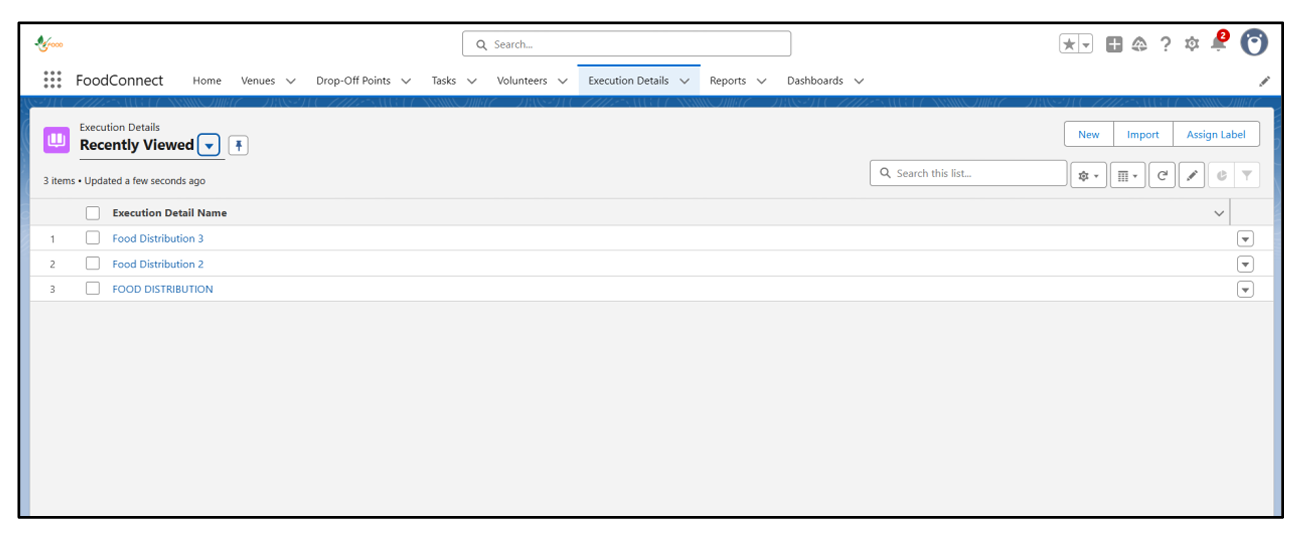 FOOD
Search...
2
FoodConnect Home Venues Drop-Off Points Tasks Volunteers Execution Details Reports Dashboards
Execution Details
Recently Viewed
New Import Assign Label
3 items • Updated a few seconds ago
Search this list...
Execution Detail Name
1 Food Distribution 3
2 Food Distribution 2
3 FOOD DISTRIBUTION